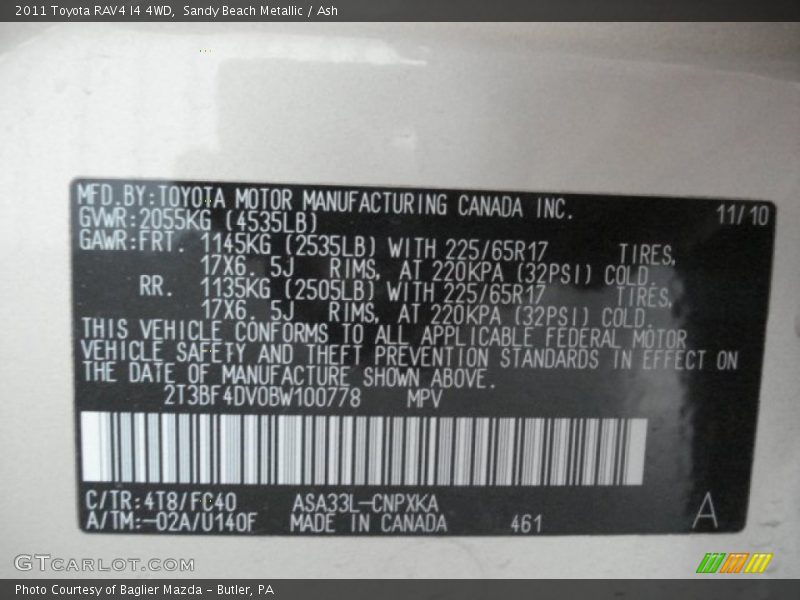 2011 Toyota RAV4 I4 4WD,  Sandy Beach Metallic / Ash
MFD.BY:TOYOTA MOTOR MANUFACTURING CANADA INC. 11/10
GVWR:2055KG (4535LB)
GAWR:FRT. 1145KG (2535LB) WITH 225/65R17 TIRES,
17X6. 5J RIMS, AT 220KPA (32PSI) COLD.
RR. 1135KG (2505LB) WITH 225/65R17 TIRES,
17X6. 5J RIMS, AT 220KPA (32PSI) COLD.
THIS VEHICLE CONFORMS TO ALL APPLICABLE FEDERAL MOTOR
VEHICLE SAFETY AND THEFT PREVENTION STANDARDS IN EFFECT ON
THE DATE OF MANUFACTURE SHOWN ABOVE.
2T3BF4DV0BW100778 MPV
C/TR:4T8/FC40 ASA33L-CNPXKA
A/TM:-02A/U140F MADE IN CANADA 461 A
GTCARLOT.COM
Photo Courtesy of Baglier Mazda - Butler, PA